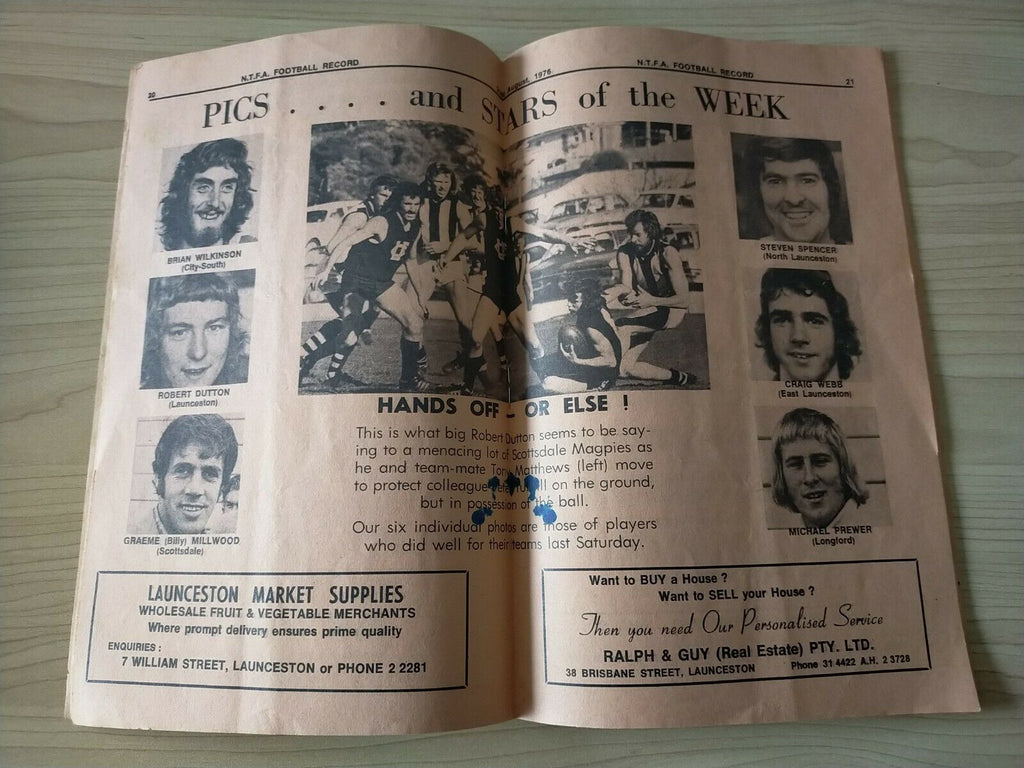 20
N.T.F.A. FOOTBALL RECORD
August, 1976
N.T.F.A. FOOTBALL RECORD
21
PICS . . . . and STARS of the WEEK
BRIAN WILKINSON
(City-South)
ROBERT DUTTON
(Launceston)
GRAEME (Billy) MILLWOOD
(Scottsdale)
STEVEN SPENCER
(North Launceston)
CRAIG WEBB
(East Launceston)
MICHAEL PREWER
(Longford)
HANDS OFF - OR ELSE !
This is what big Robert Dutton seems to be say-
ing to a menacing lot of Scottsdale Magpies as
he and team-mate Tony Matthews (left) move
to protect colleague on the ground,
but in possession of the ball.
Our six individual photos are those of players
who did well for their teams last Saturday.
LAUNCESTON MARKET SUPPLIES
WHOLESALE FRUIT & VEGETABLE MERCHANTS
Where prompt delivery ensures prime quality
ENQUIRIES :
7 WILLIAM STREET, LAUNCESTON or PHONE 2 2281
Want to BUY a House ?
Want to SELL your House ?
Then you need Our Personalised Service
RALPH & GUY (Real Estate) PTY. LTD.
38 BRISBANE STREET, LAUNCESTON Phone 31 4422 A.H. 2 3728